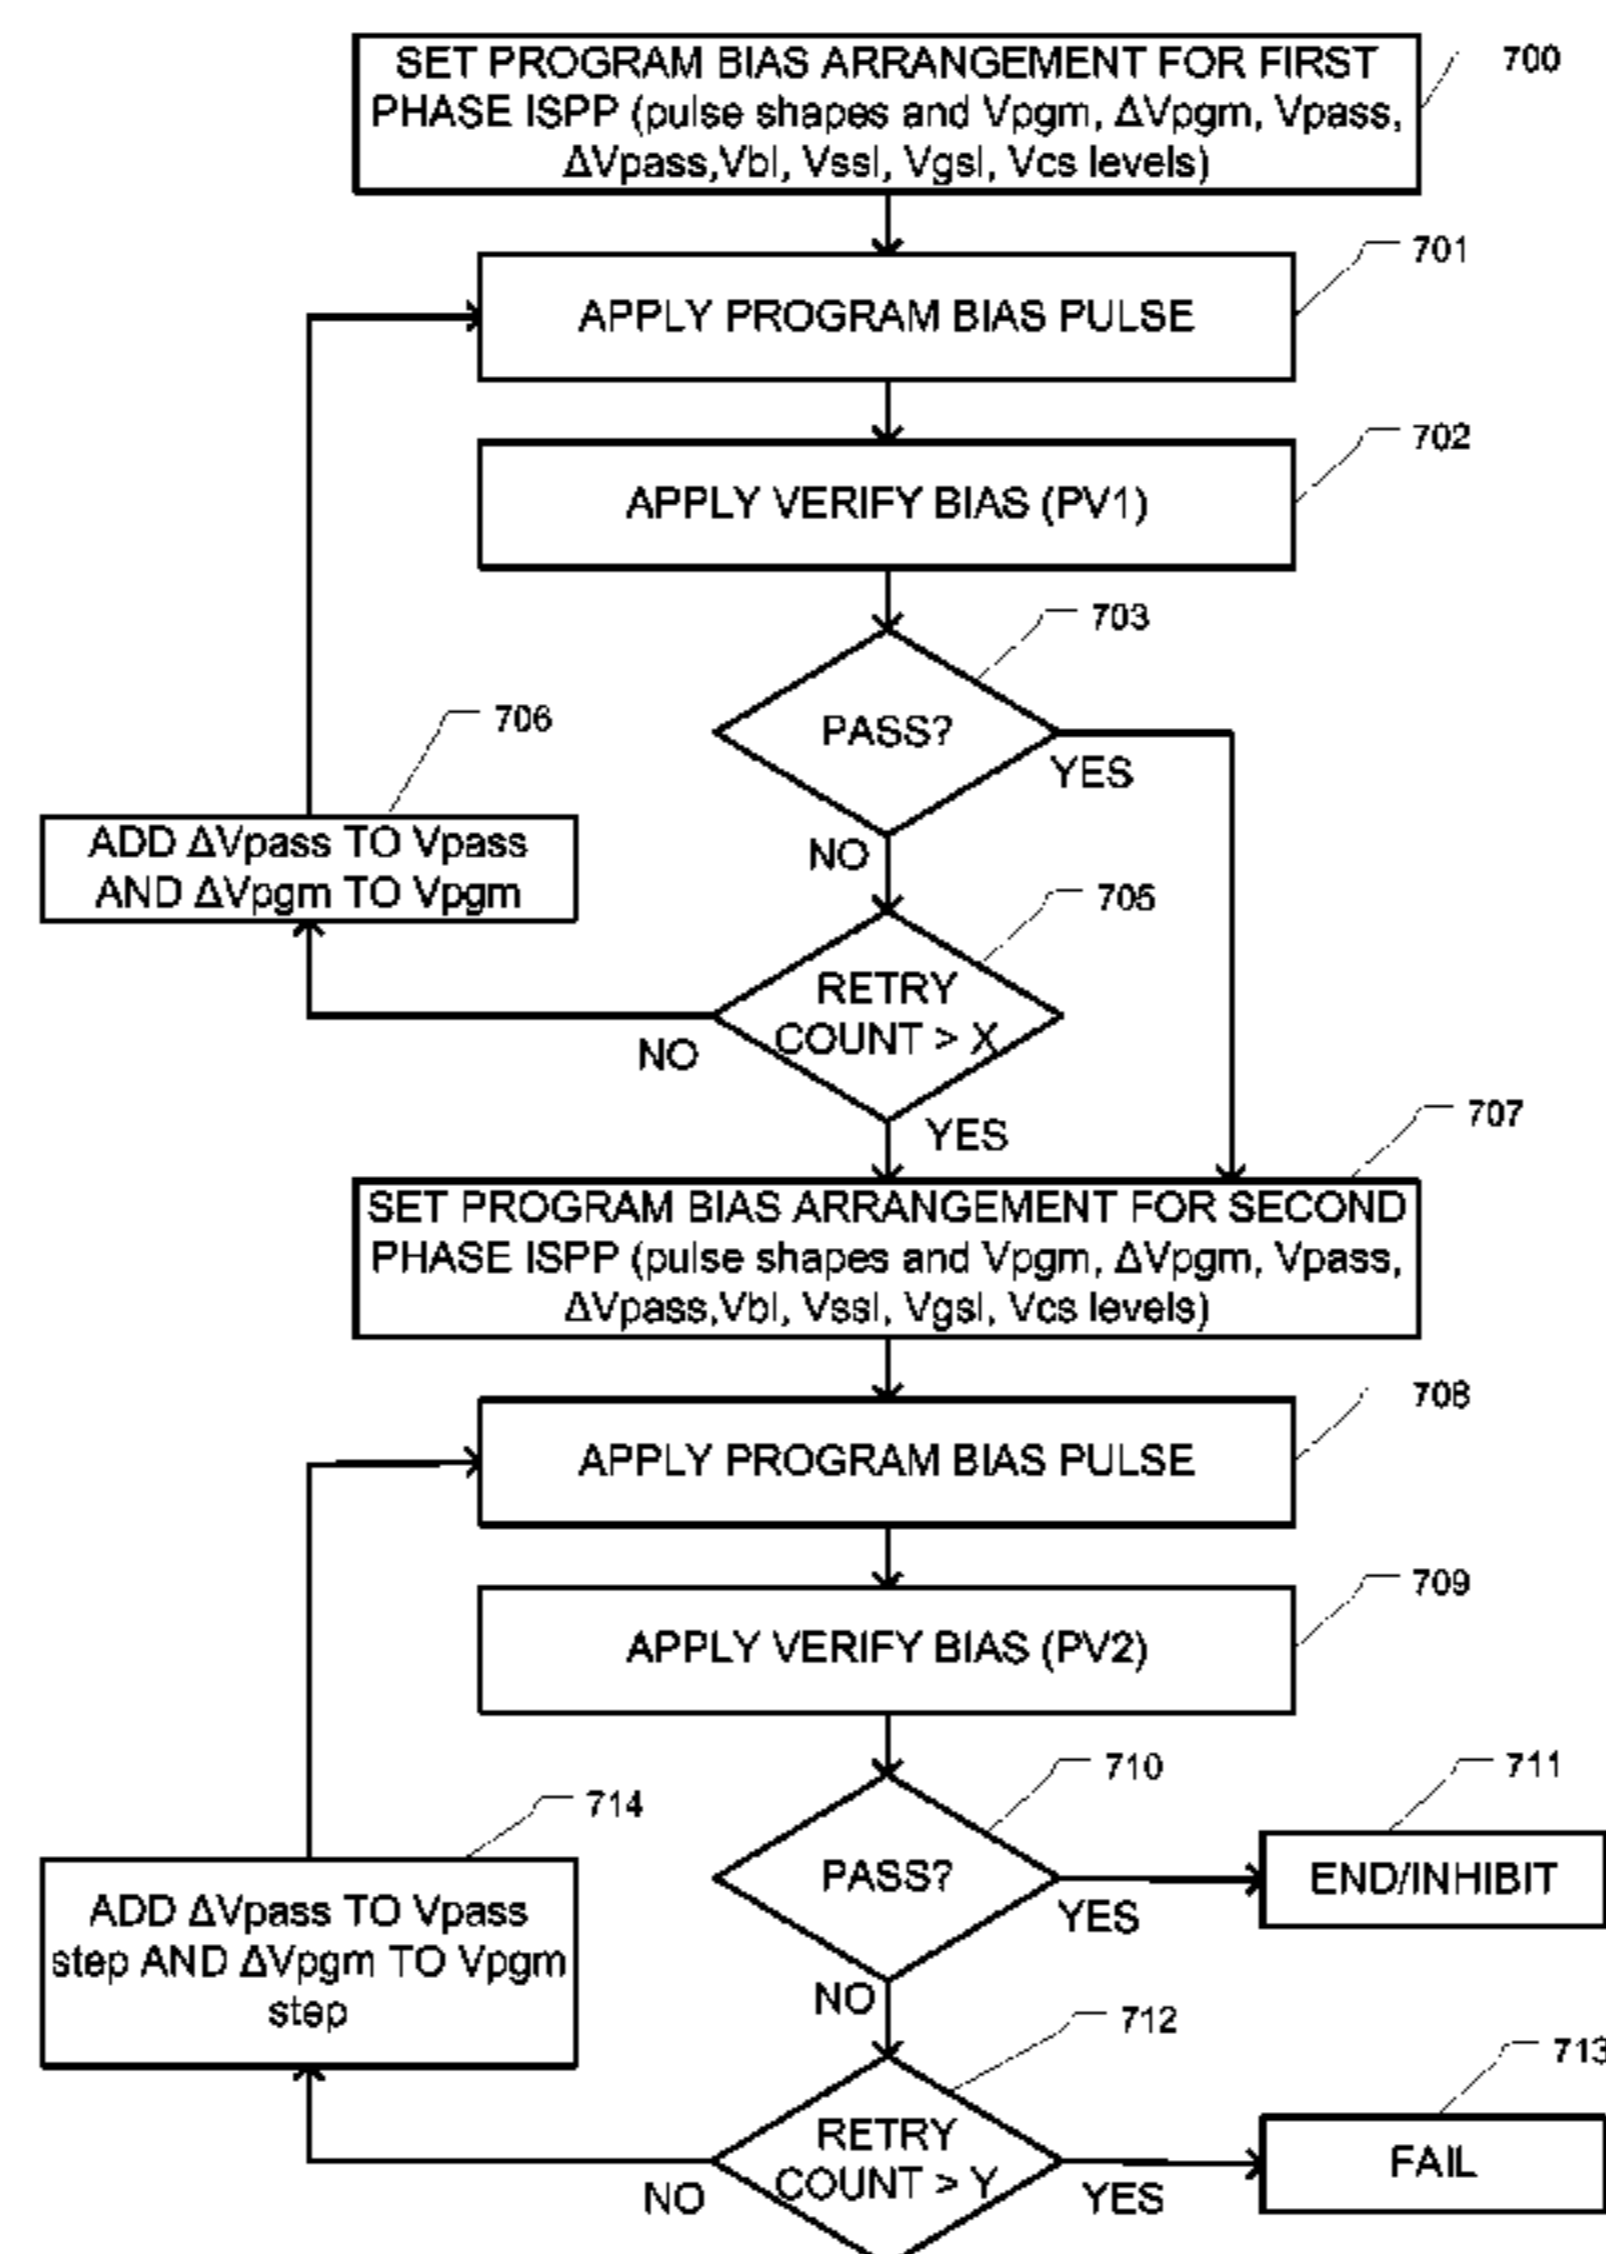 SET PROGRAM BIAS ARRANGEMENT FOR FIRST
PHASE ISPP (pulse shapes and Vpgm, ΔVpgm, Vpass,
ΔVpass,Vbl, Vssl, Vgsl, Vcs levels)
700
701
APPLY PROGRAM BIAS PULSE
702
APPLY VERIFY BIAS (PV1)
703
PASS?
YES
NO
706
ADD ΔVpass TO Vpass
AND ΔVpgm TO Vpgm
705
RETRY
COUNT > X
NO
YES
707
SET PROGRAM BIAS ARRANGEMENT FOR SECOND
PHASE ISPP (pulse shapes and Vpgm, ΔVpgm, Vpass,
ΔVpass,Vbl, Vssl, Vgsl, Vcs levels)
708
APPLY PROGRAM BIAS PULSE
709
APPLY VERIFY BIAS (PV2)
710
PASS?
YES
NO
711
END/INHIBIT
714
ADD ΔVpass TO Vpass
step AND ΔVpgm TO Vpgm
step
712
RETRY
COUNT > Y
NO
YES
713
FAIL